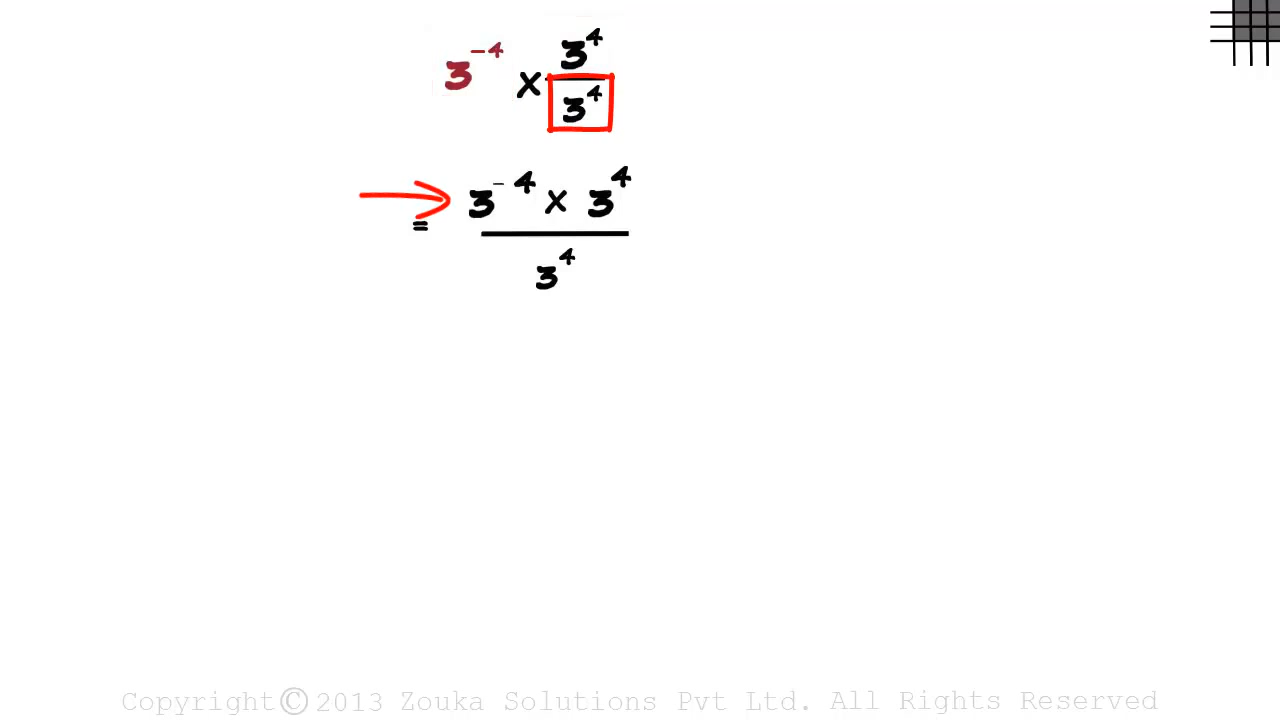 3⁻⁴ × 3⁴/3⁴
= 3⁻⁴ × 3⁴
3⁴
Copyright © 2013 Zouka Solutions Pvt Ltd. All Rights Reserved